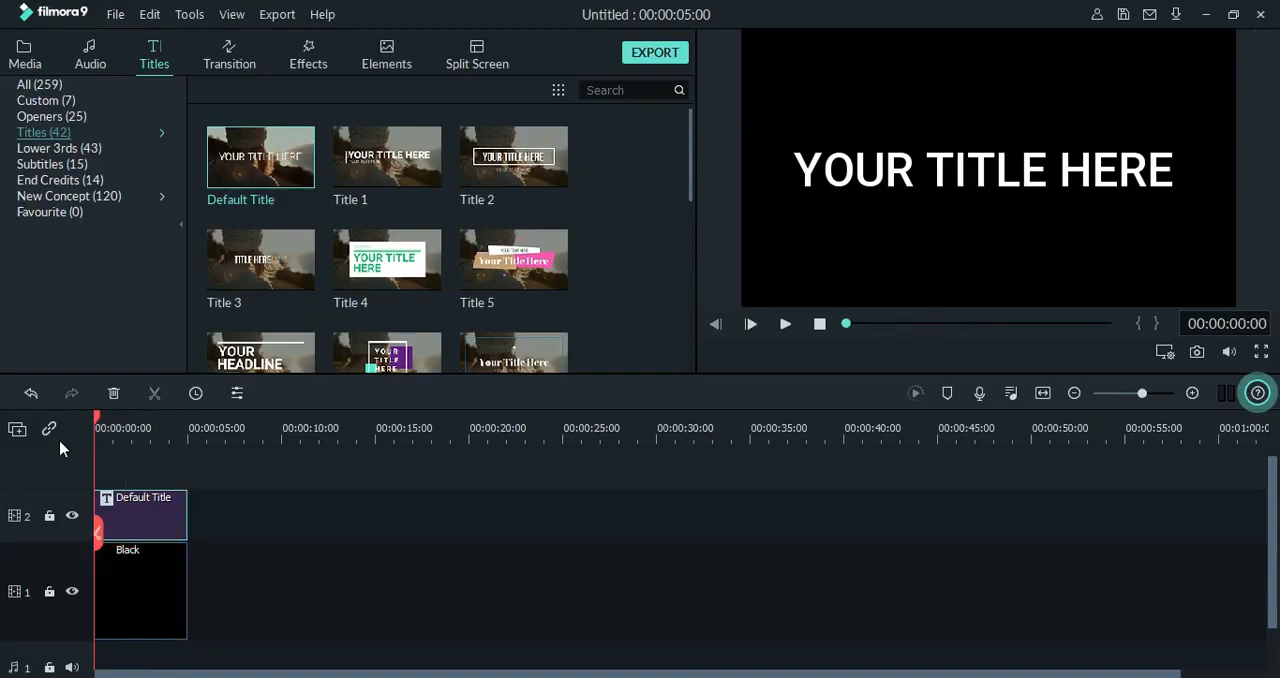 filmora9 File Edit Tools View Export Help Untitled : 00:00:05:00
Media Audio Titles Transition Effects Elements Split Screen EXPORT
All (259)
Custom (7)
Openers (25)
Titles (42)
Lower 3rds (43)
Subtitles (15)
End Credits (14)
New Concept (120)
Favourite (0)
Search
YOUR TITLE HERE
Default Title
YOUR TITLE HERE
Title 1
YOUR TITLE HERE
Title 2
TITLE HERE
Title 3
YOUR TITLE
HERE
Title 4
Your Title Here
Title 5
YOUR
HEADLINE
YOUR
TITLE
HERE
Your Title Here
YOUR TITLE HERE
{ } 00:00:00:00
00:00:00:00 00:00:05:00 00:00:10:00 00:00:15:00 00:00:20:00 00:00:25:00 00:00:30:00 00:00:35:00 00:00:40:00 00:00:45:00 00:00:50:00 00:00:55:00 00:01:00:0
2 T Default Title
Black
1
1